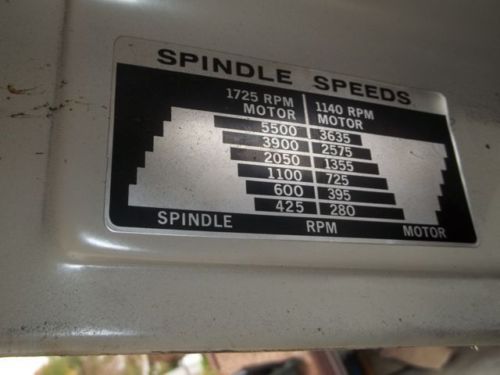 SPINDLE SPEEDS
1725 RPM MOTOR 1140 RPM MOTOR
5500 3635
3900 2575
2050 1355
1100 725
600 395
425 280
SPINDLE RPM MOTOR